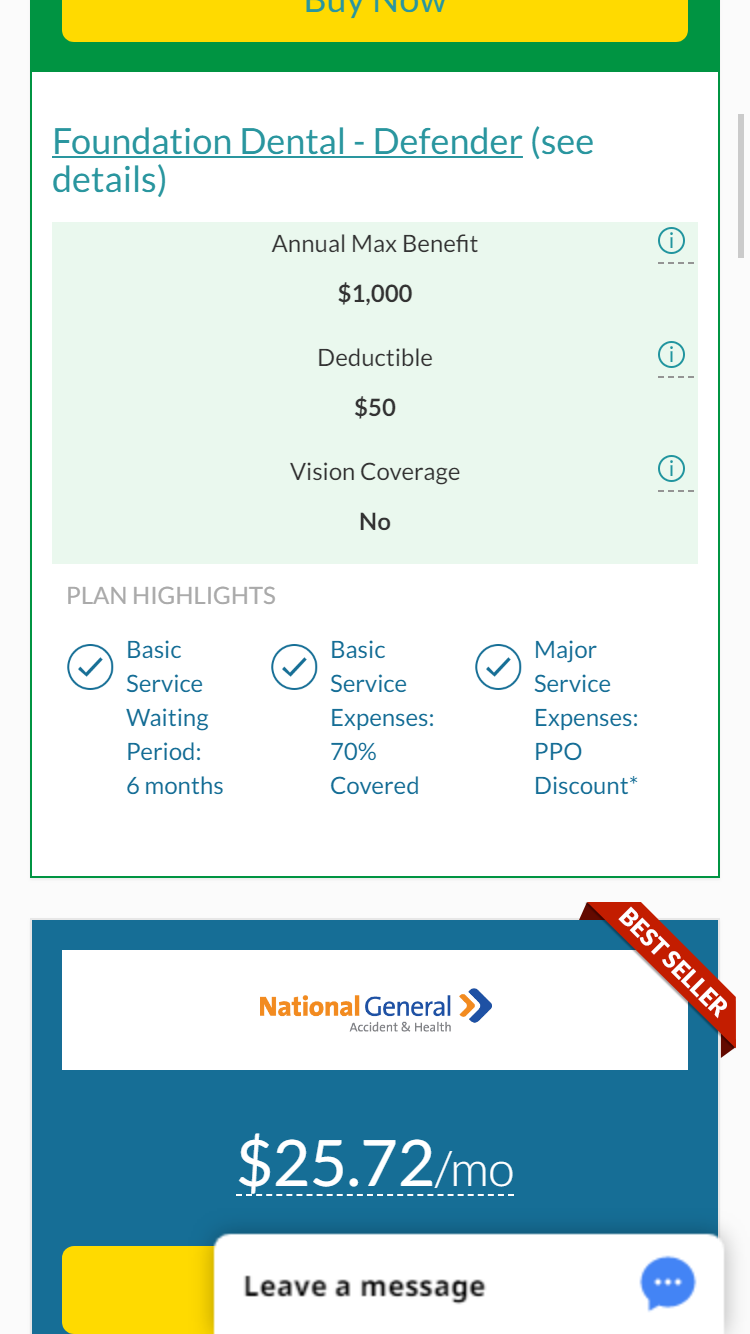 Buy Now
Foundation Dental - Defender (see
details)
Annual Max Benefit
$1,000
Deductible
$50
Vision Coverage
No
PLAN HIGHLIGHTS
Basic
Service
Waiting
Period:
6 months
Basic
Service
Expenses:
70%
Covered
Major
Service
Expenses:
PPO
Discount*
BEST SELLER
National General
Accident & Health
$25.72/mo
Leave a message